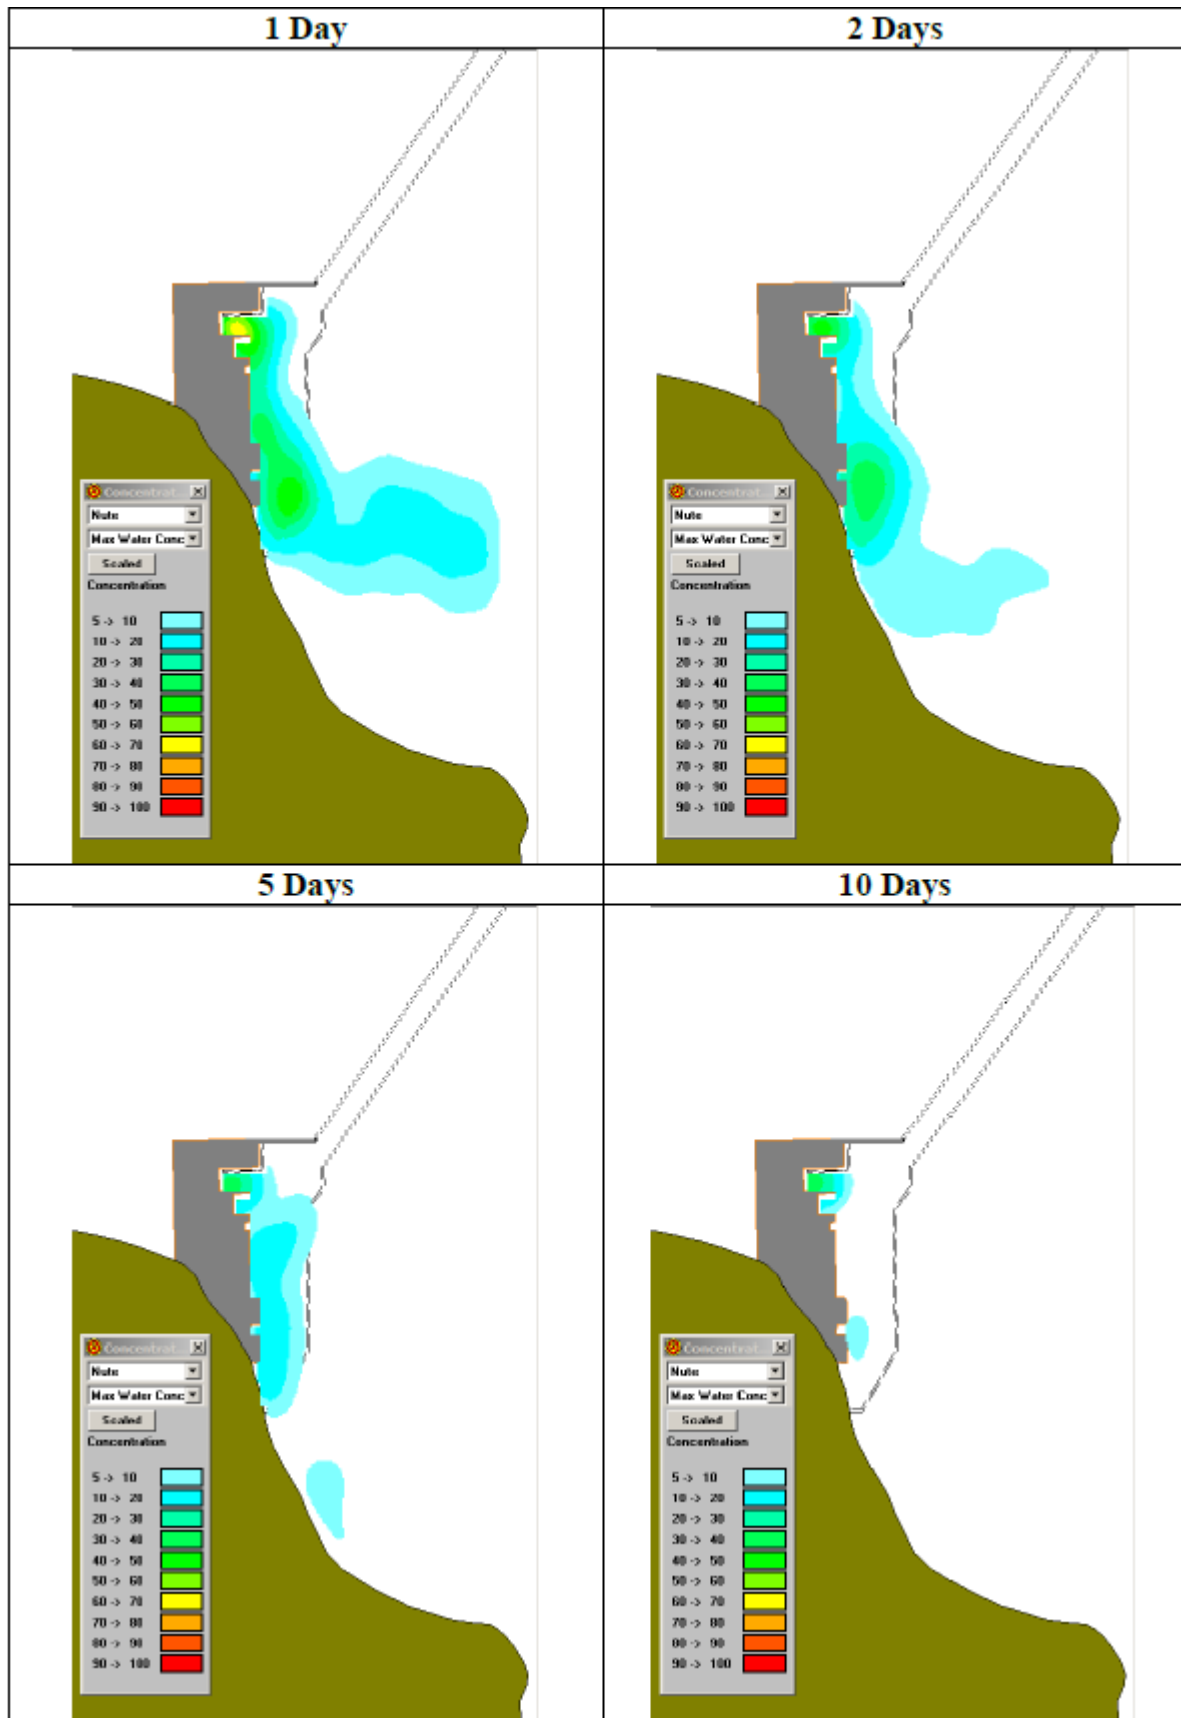 1 Day
2 Days
Concentrat...
Nute
Max Water Conc
Scaled
Concentration
5 -> 10
10 -> 20
20 -> 30
30 -> 40
40 -> 50
50 -> 60
60 -> 70
70 -> 80
80 -> 90
90 -> 100
Concentrat...
Nute
Max Water Conc
Scaled
Concentration
5 -> 10
10 -> 20
20 -> 30
30 -> 40
40 -> 50
50 -> 60
60 -> 70
70 -> 80
80 -> 90
90 -> 100
5 Days
10 Days
Concentrat...
Nute
Max Water Conc
Scaled
Concentration
5 -> 10
10 -> 20
20 -> 30
30 -> 40
40 -> 50
50 -> 60
60 -> 70
70 -> 80
80 -> 90
90 -> 100
Concentrat...
Nute
Max Water Conc
Scaled
Concentration
5 -> 10
10 -> 20
20 -> 30
30 -> 40
40 -> 50
50 -> 60
60 -> 70
70 -> 80
80 -> 90
90 -> 100